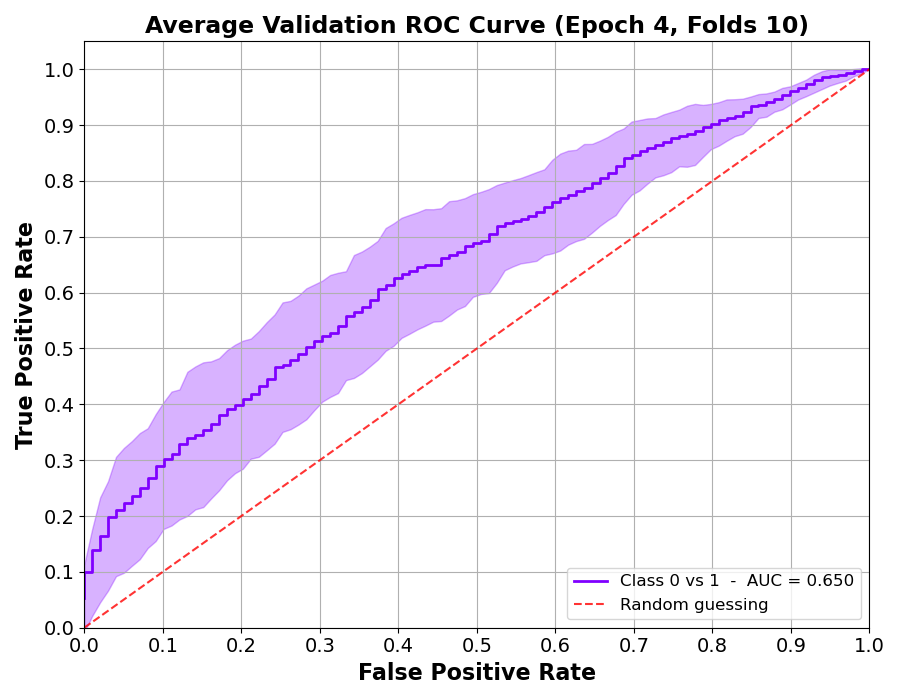 Average Validation ROC Curve (Epoch 4, Folds 10)
True Positive Rate
1.0
0.9
0.8
0.7
0.6
0.5
0.4
0.3
0.2
0.1
0.0
Class 0 vs 1 - AUC = 0.650
Random guessing
0.0 0.1 0.2 0.3 0.4 0.5 0.6 0.7 0.8 0.9 1.0
False Positive Rate